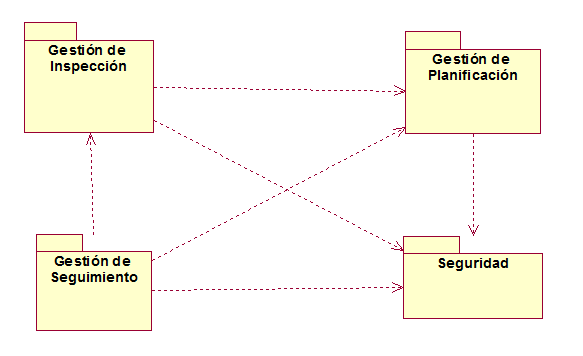 Gestión de
Inspección
Gestión de
Planificación
Gestión de
Seguimiento
Seguridad